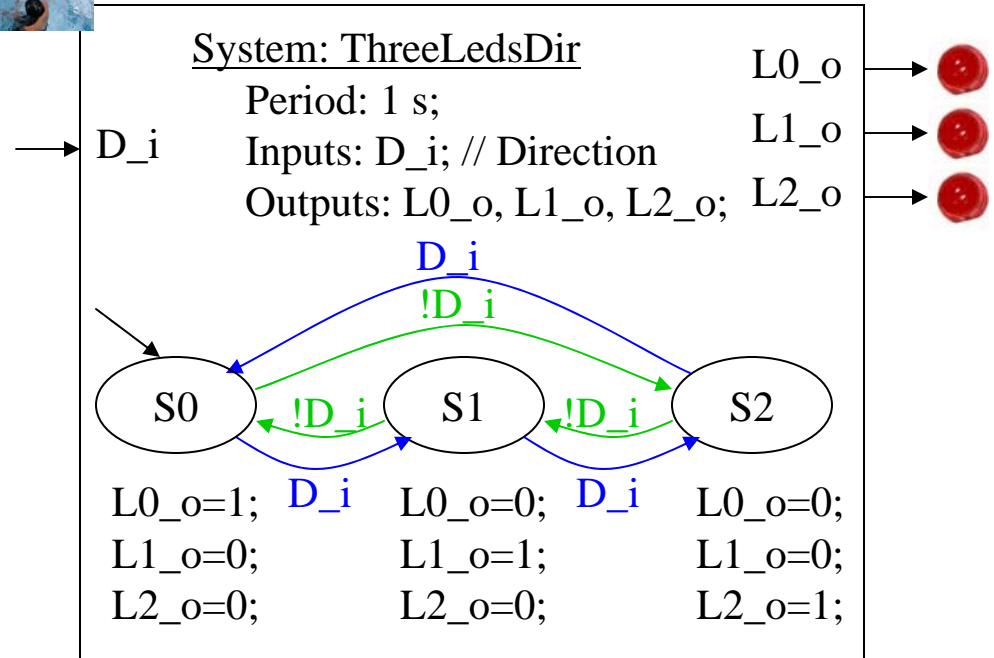 System: ThreeLedsDir
Period: 1 s;
Inputs: D_i; // Direction
Outputs: L0_o, L1_o, L2_o;
D_i
L0_o
L1_o
L2_o
D_i
!D_i
S0
!D_i
S1
!D_i
S2
D_i
D_i
L0_o=1;
L1_o=0;
L2_o=0;
L0_o=0;
L1_o=1;
L2_o=0;
L0_o=0;
L1_o=0;
L2_o=1;